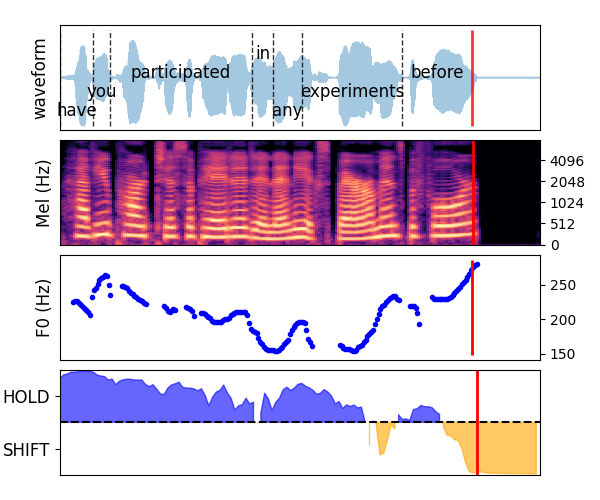 waveform
have
you
participated
in
any
experiments
before
Mel (Hz)
4096
2048
1024
512
0
F0 (Hz)
250
200
150
HOLD
SHIFT